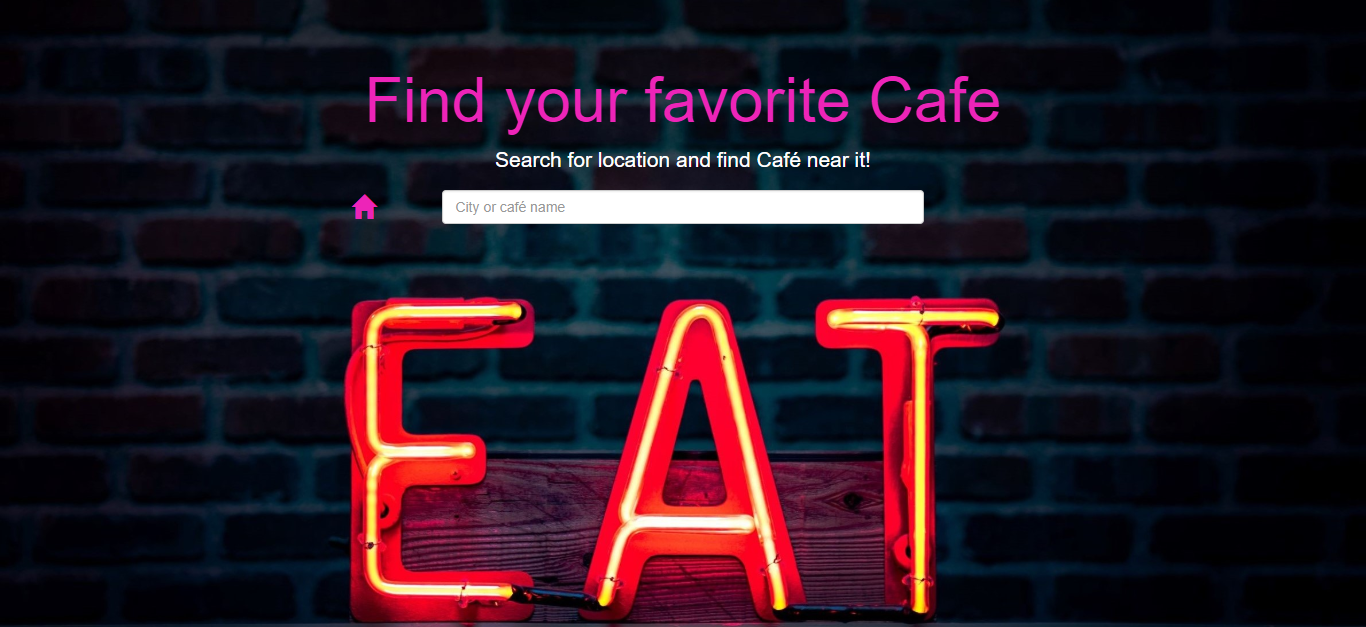 Find your favorite Cafe
Search for location and find Café near it!
City or café name
EAT